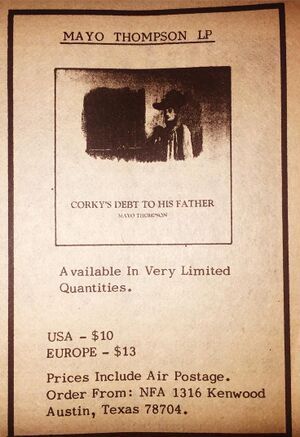 MAYO THOMPSON LP
CORKY'S DEBT TO HIS FATHER
MAYO THOMPSON
Available In Very Limited
Quantities.
USA - $10
EUROPE - $13
Prices Include Air Postage.
Order From: NFA 1316 Kenwood
Austin, Texas 78704.